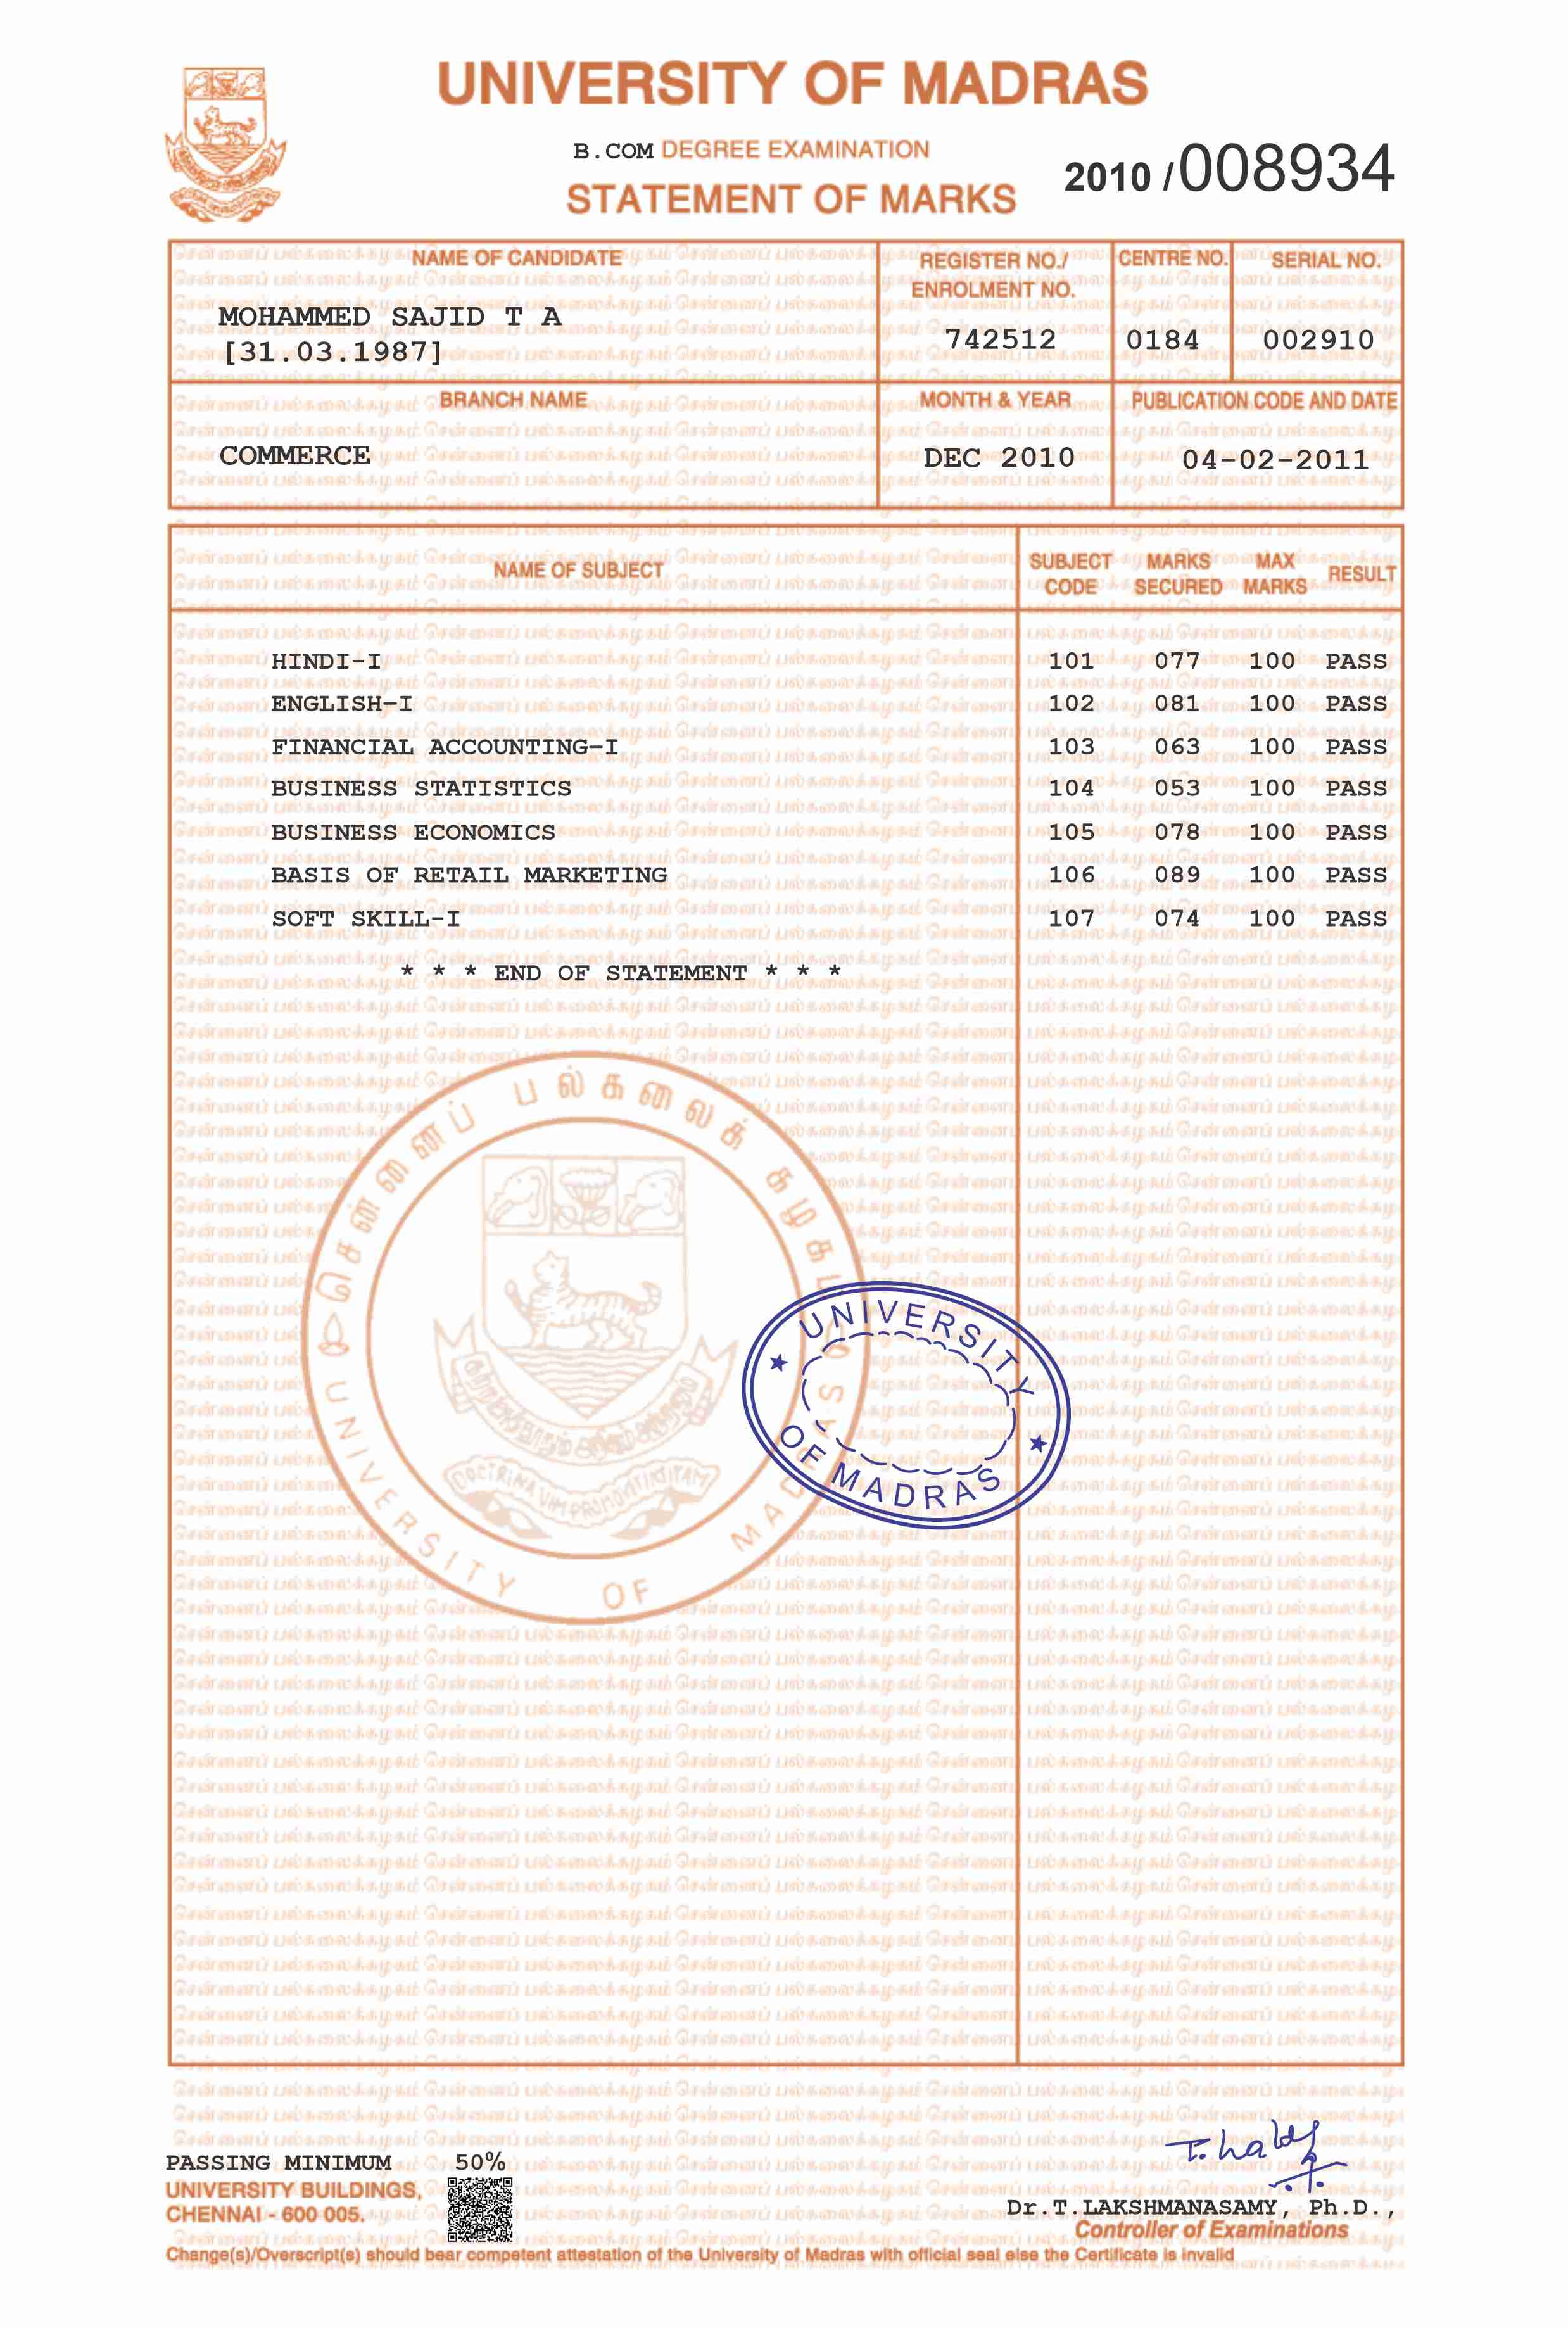 UNIVERSITY OF MADRAS
B.COM DEGREE EXAMINATION
STATEMENT OF MARKS
2010 /008934
NAME OF CANDIDATE
MOHAMMED SAJID T A
[31.03.1987]
REGISTER NO./
ENROLMENT NO.
742512
CENTRE NO.
0184
SERIAL NO.
002910
BRANCH NAME
COMMERCE
MONTH & YEAR
DEC 2010
PUBLICATION CODE AND DATE
04-02-2011
NAME OF SUBJECT SUBJECT CODE MARKS SECURED MAX MARKS RESULT
HINDI-I 101 077 100 PASS
ENGLISH-I 102 081 100 PASS
FINANCIAL ACCOUNTING-I 103 063 100 PASS
BUSINESS STATISTICS 104 053 100 PASS
BUSINESS ECONOMICS 105 078 100 PASS
BASIS OF RETAIL MARKETING 106 089 100 PASS
SOFT SKILL-I 107 074 100 PASS
* * * END OF STATEMENT * * *
சென்னைப் பல்கலைக் கழகம்
UNIVERSITY OF MADRAS
UNIVERSITY
OF MADRAS
PASSING MINIMUM 50%
UNIVERSITY BUILDINGS,
CHENNAI - 600 005.
Dr.T.LAKSHMANASAMY, Ph.D.,
Controller of Examinations
Change(s)/Overscript(s) should bear competent attestation of the University of Madras with official seal else the Certificate is invalid